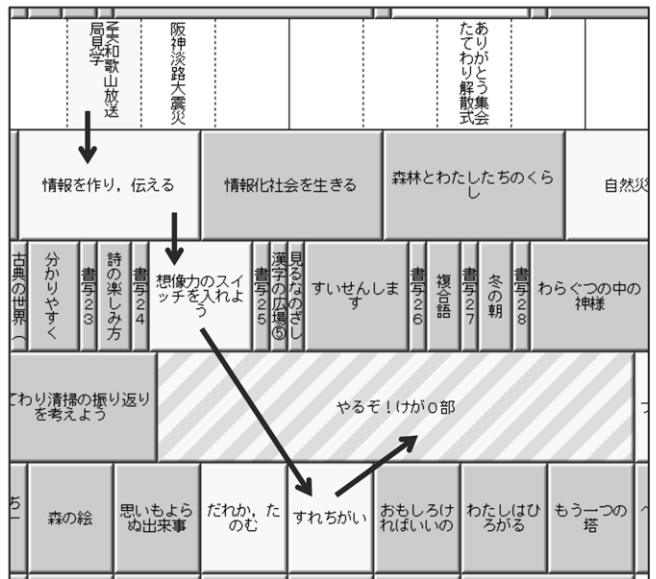 NHK和歌山放送
局見学
阪神淡路大震災
ありがとう集会
たてわり解散式
情報を作り，伝える
情報化社会を生きる
森林とわたしたちのくら
し
自然災
古典の世界（
分かりやすく
書写２３
詩の楽しみ方
書写２４
想像力のスイ
ッチを入れよ
う
書写２５
漢字の広場⑤
見るなのざし
すいせんしま
す
書写２６
複合語
書写２７
冬の朝
書写２８
わらぐつの中の
神様
てわり清掃の振り返り
を考えよう
やるぞ！けが０部
つ
ち
ー
森の絵
思いもよら
ぬ出来事
だれか，た
のむ
すれちがい
おもしろけ
ればいいの
わたしはひ
ろがる
もう一つの
塔